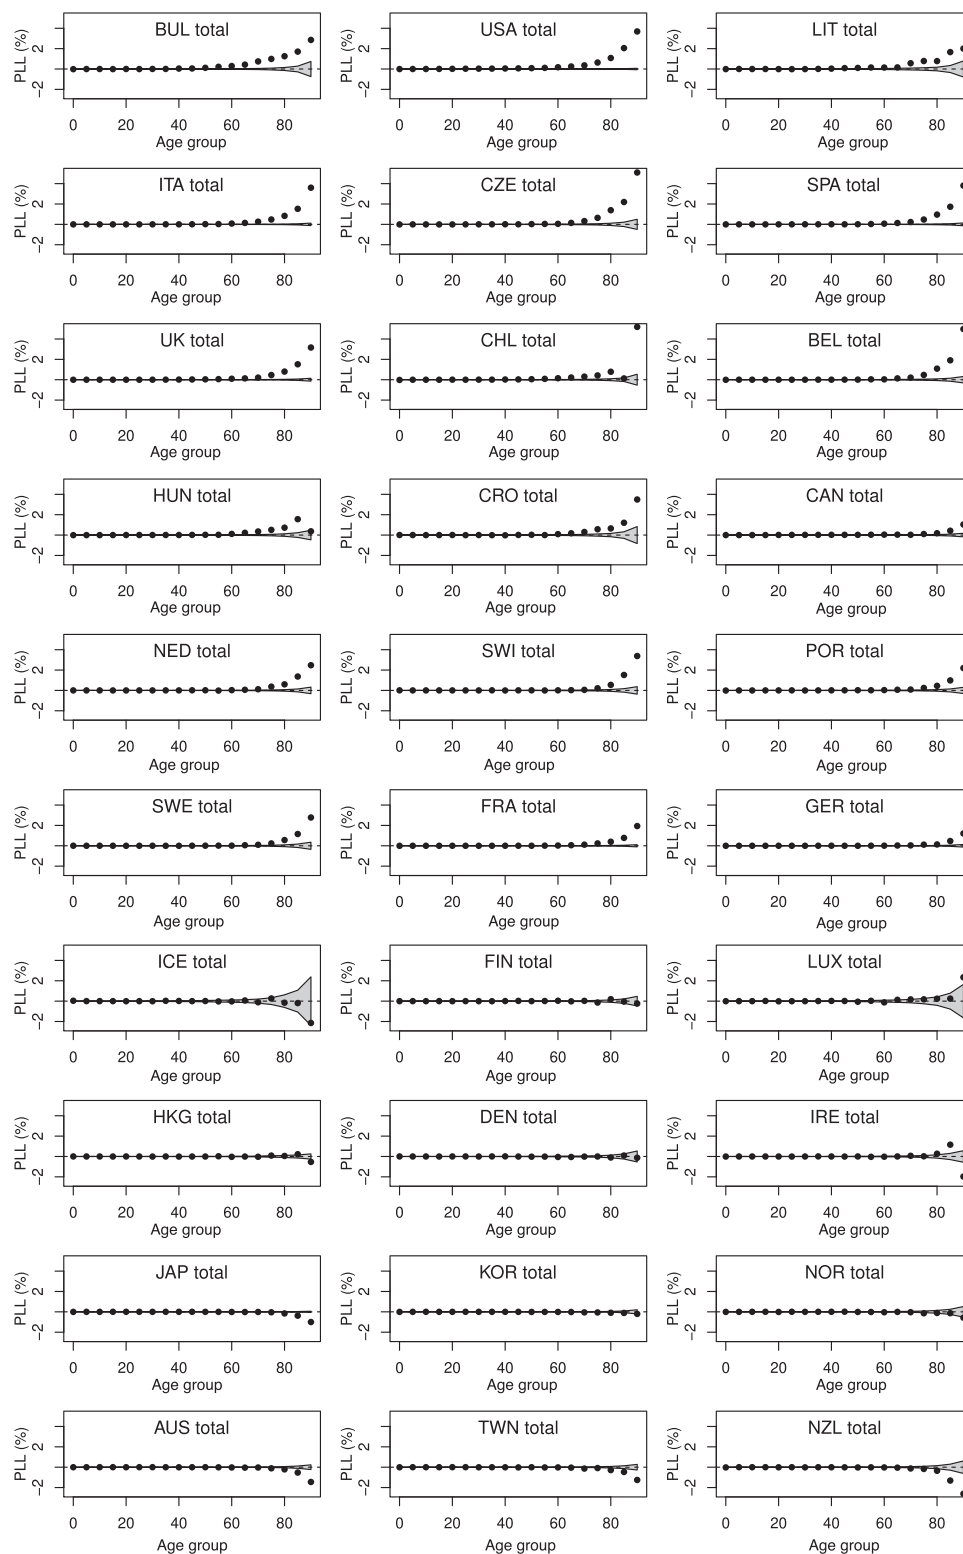 BUL total USA total LIT total
PLL (%) PLL (%) PLL (%)
2 2 2
−2 −2 −2
0 20 40 60 80 0 20 40 60 80 0 20 40 60 80
Age group Age group Age group
ITA total CZE total SPA total
PLL (%) PLL (%) PLL (%)
2 2 2
−2 −2 −2
0 20 40 60 80 0 20 40 60 80 0 20 40 60 80
Age group Age group Age group
UK total CHL total BEL total
PLL (%) PLL (%) PLL (%)
2 2 2
−2 −2 −2
0 20 40 60 80 0 20 40 60 80 0 20 40 60 80
Age group Age group Age group
HUN total CRO total CAN total
PLL (%) PLL (%) PLL (%)
2 2 2
−2 −2 −2
0 20 40 60 80 0 20 40 60 80 0 20 40 60 80
Age group Age group Age group
NED total SWI total POR total
PLL (%) PLL (%) PLL (%)
2 2 2
−2 −2 −2
0 20 40 60 80 0 20 40 60 80 0 20 40 60 80
Age group Age group Age group
SWE total FRA total GER total
PLL (%) PLL (%) PLL (%)
2 2 2
−2 −2 −2
0 20 40 60 80 0 20 40 60 80 0 20 40 60 80
Age group Age group Age group
ICE total FIN total LUX total
PLL (%) PLL (%) PLL (%)
2 2 2
−2 −2 −2
0 20 40 60 80 0 20 40 60 80 0 20 40 60 80
Age group Age group Age group
HKG total DEN total IRE total
PLL (%) PLL (%) PLL (%)
2 2 2
−2 −2 −2
0 20 40 60 80 0 20 40 60 80 0 20 40 60 80
Age group Age group Age group
JAP total KOR total NOR total
PLL (%) PLL (%) PLL (%)
2 2 2
−2 −2 −2
0 20 40 60 80 0 20 40 60 80 0 20 40 60 80
Age group Age group Age group
AUS total TWN total NZL total
PLL (%) PLL (%) PLL (%)
2 2 2
−2 −2 −2
0 20 40 60 80 0 20 40 60 80 0 20 40 60 80
Age group Age group Age group